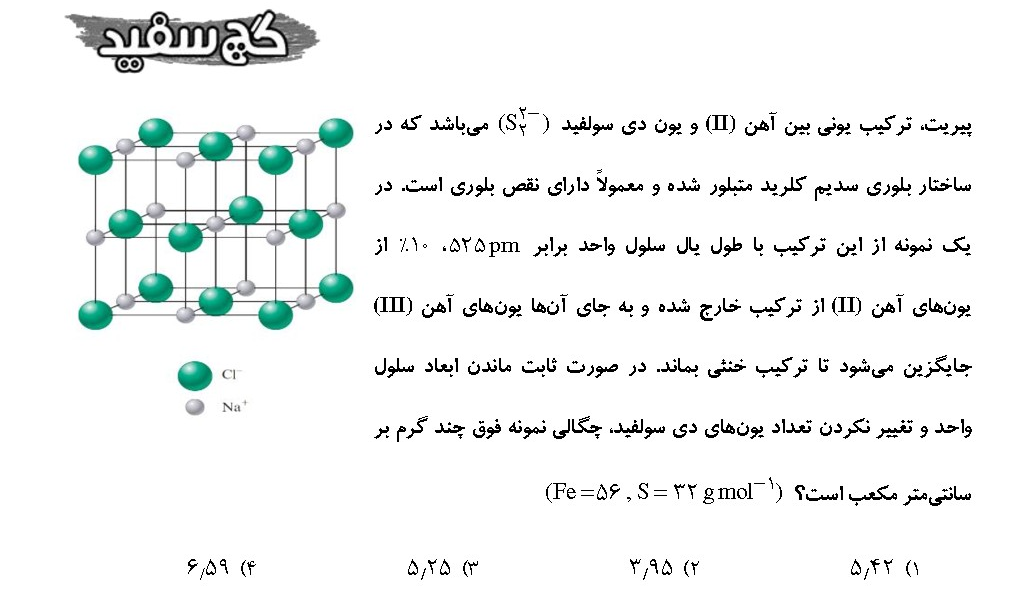 گچ سفید
پیریت، ترکیب یونی بین آهن (II) و یون دی سولفید (S₂²⁻) می‌باشد که در
ساختار بلوری سدیم کلرید متبلور شده و معمولاً دارای نقص بلوری است. در
یک نمونه از این ترکیب با طول یال سلول واحد برابر ۵۲۵ pm، ۱۰٪ از
یون‌های آهن (II) از ترکیب خارج شده و به جای آن‌ها یون‌های آهن (III)
جایگزین می‌شود تا ترکیب خنثی بماند. در صورت ثابت ماندن ابعاد سلول
واحد و تغییر نکردن تعداد یون‌های دی سولفید، چگالی نمونه فوق چند گرم بر
سانتی‌متر مکعب است؟ (Fe = ۵۶ , S = ۳۲ g mol⁻¹)
Cl⁻
Na⁺
۱) ۵٫۴۲ ۲) ۳٫۹۵ ۳) ۵٫۲۵ ۴) ۶٫۵۹